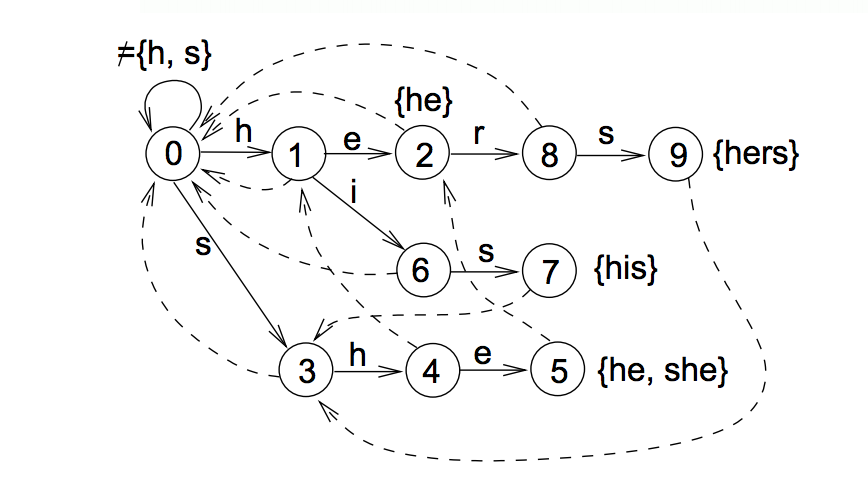 ≠{h, s}
{he}
h
e
r
s
0
1
2
8
9
{hers}
i
s
s
6
7
{his}
h
e
3
4
5
{he, she}